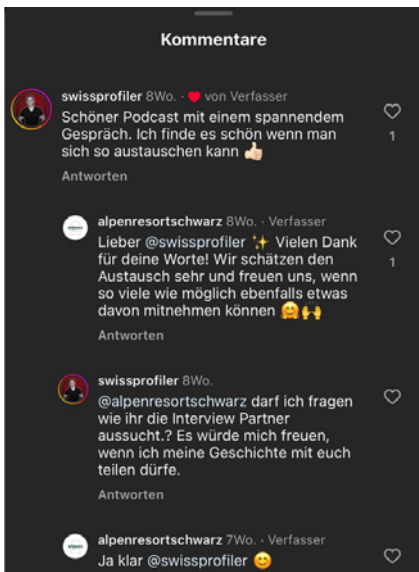 Kommentare
swissprofiler 8Wo. · ❤️ von Verfasser
Schöner Podcast mit einem spannendem
Gespräch. Ich finde es schön wenn man
sich so austauschen kann 👍🏻
1
Antworten
alpenresortschwarz 8Wo. · Verfasser
Lieber @swissprofiler ✨ Vielen Dank
für deine Worte! Wir schätzen den
Austausch sehr und freuen uns, wenn
so viele wie möglich ebenfalls etwas
davon mitnehmen können 🤗🙌
1
Antworten
swissprofiler 8Wo.
@alpenresortschwarz darf ich fragen
wie ihr die Interview Partner
aussucht.? Es würde mich freuen,
wenn ich meine Geschichte mit euch
teilen dürfe.
Antworten
alpenresortschwarz 7Wo. · Verfasser
Ja klar @swissprofiler 😊